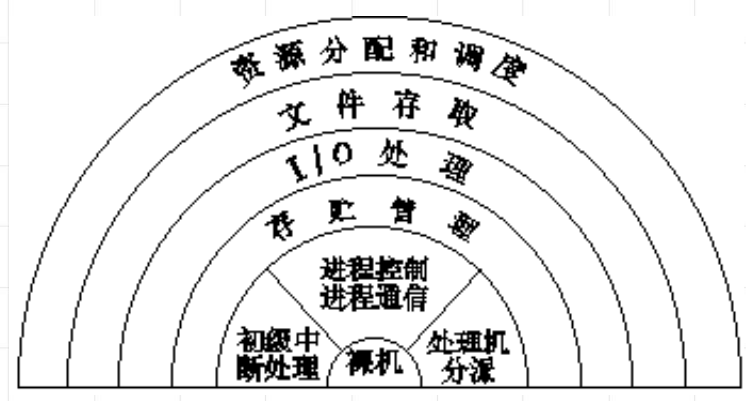 资源分配和调度
文件存取
I/O处理
存贮管理
进程控制
进程通信
初级中
断处理
裸机
处理机
分派